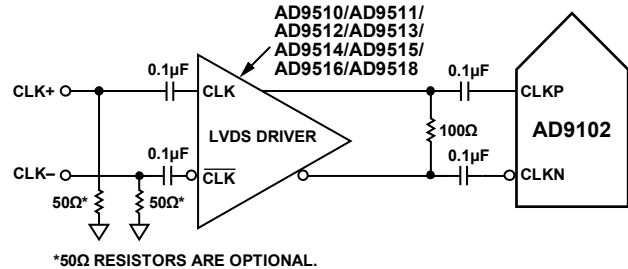 AD9510/AD9511/
AD9512/AD9513/
AD9514/AD9515/
AD9516/AD9518
0.1µF
0.1µF
CLK+
CLK
CLKP
LVDS DRIVER
100Ω
AD9102
0.1µF
0.1µF
CLK–
CLK
CLKN
50Ω*
50Ω*
*50Ω RESISTORS ARE OPTIONAL.